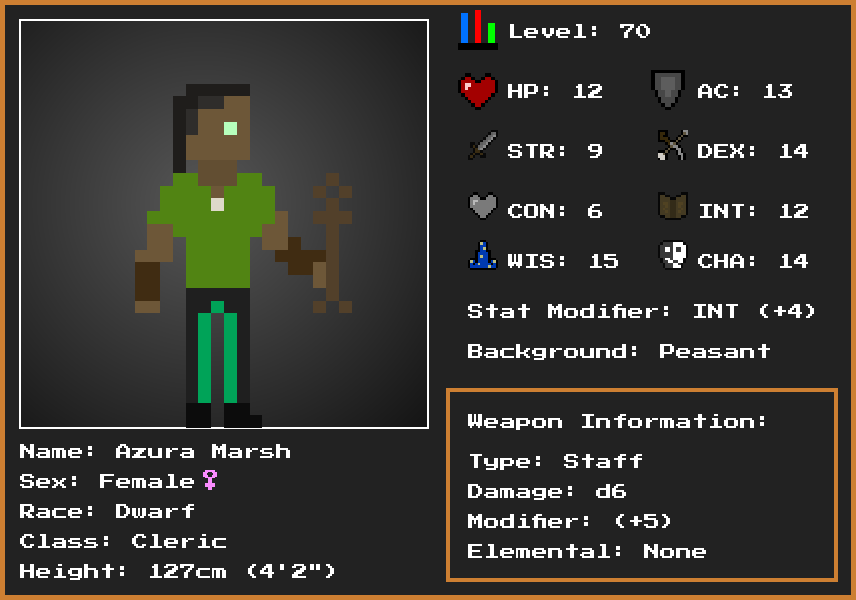 Level: 70
HP: 12 AC: 13
STR: 9 DEX: 14
CON: 6 INT: 12
WIS: 15 CHA: 14
Stat Modifier: INT (+4)
Background: Peasant
Weapon Information:
Type: Staff
Damage: d6
Modifier: (+5)
Elemental: None
Name: Azura Marsh
Sex: Female♀
Race: Dwarf
Class: Cleric
Height: 127cm (4'2")